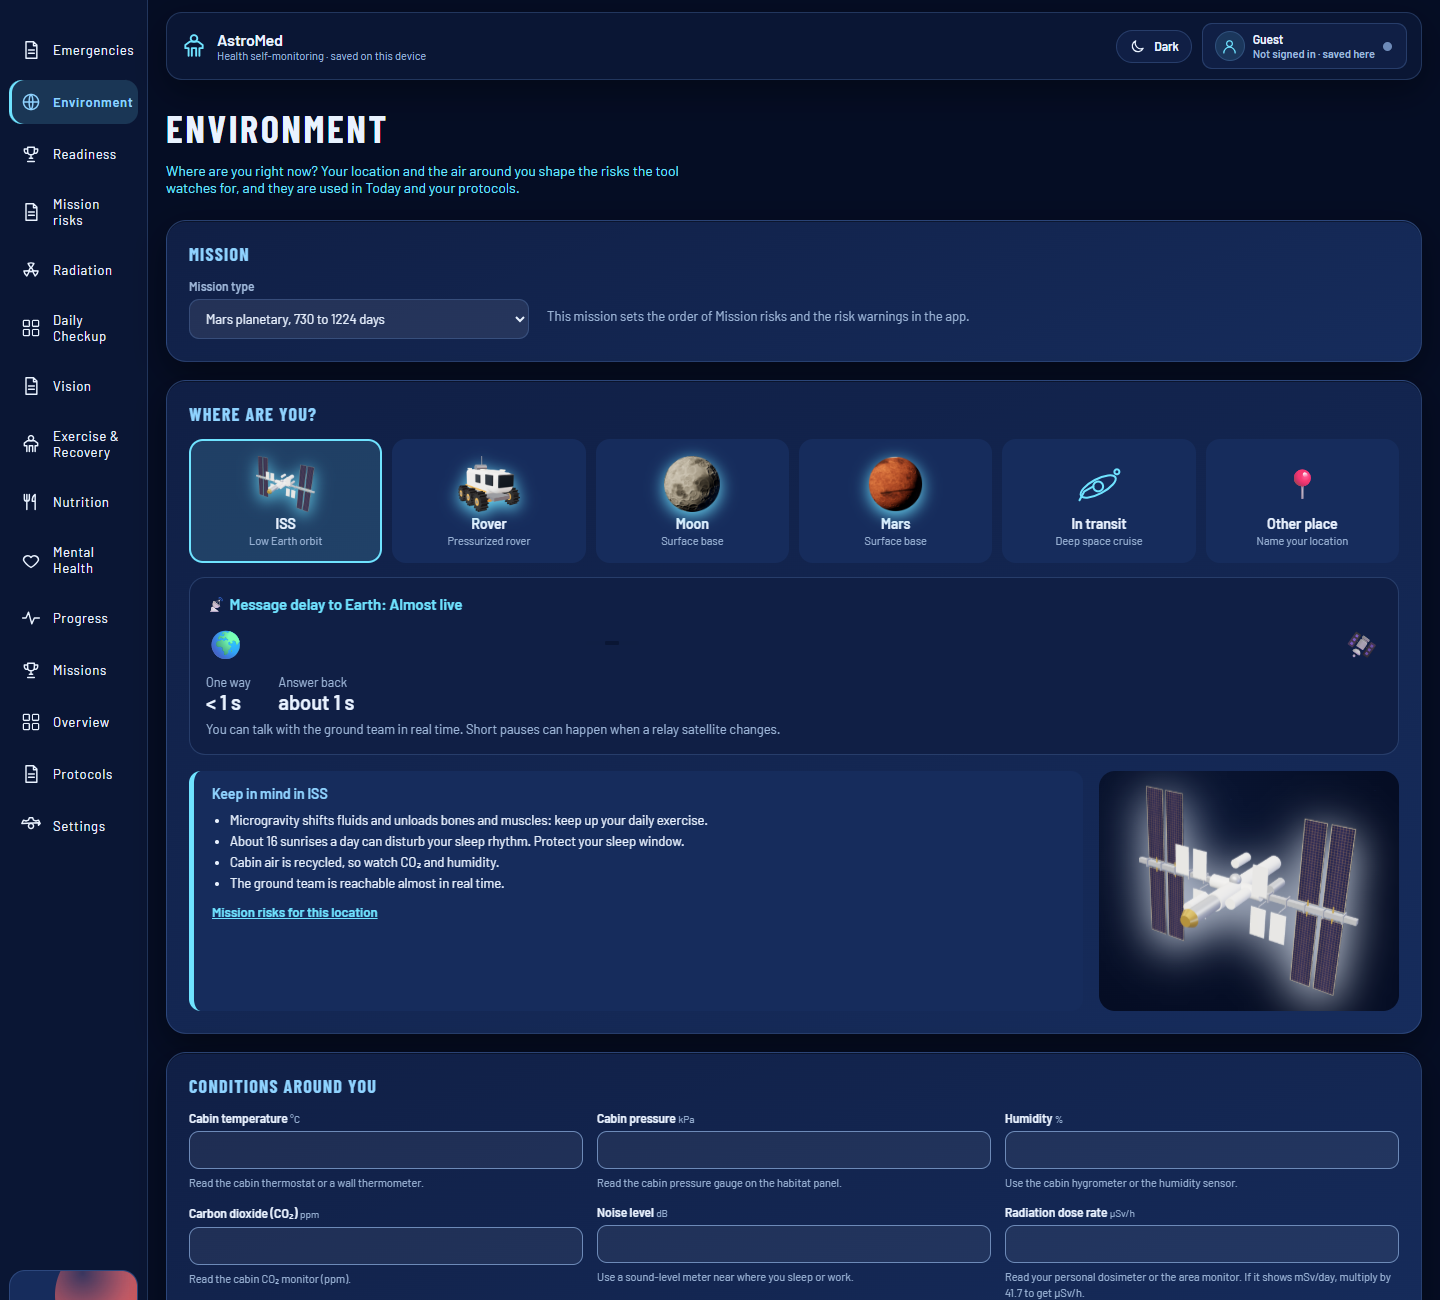 Emergencies
Environment
Readiness
Mission
risks
Radiation
Daily
Checkup
Vision
Exercise &
Recovery
Nutrition
Mental
Health
Progress
Missions
Overview
Protocols
Settings
AstroMed
Health self-monitoring · saved on this device
Dark
Guest
Not signed in · saved here
ENVIRONMENT
Where are you right now? Your location and the air around you shape the risks the tool
watches for, and they are used in Today and your protocols.
MISSION
Mission type
Mars planetary, 730 to 1224 days
This mission sets the order of Mission risks and the risk warnings in the app.
WHERE ARE YOU?
ISS
Low Earth orbit
Rover
Pressurized rover
Moon
Surface base
Mars
Surface base
In transit
Deep space cruise
Other place
Name your location
Message delay to Earth: Almost live
One way
< 1 s
Answer back
about 1 s
You can talk with the ground team in real time. Short pauses can happen when a relay satellite changes.
Keep in mind in ISS
• Microgravity shifts fluids and unloads bones and muscles: keep up your daily exercise.
• About 16 sunrises a day can disturb your sleep rhythm. Protect your sleep window.
• Cabin air is recycled, so watch CO₂ and humidity.
• The ground team is reachable almost in real time.
Mission risks for this location
CONDITIONS AROUND YOU
Cabin temperature °C
Read the cabin thermostat or a wall thermometer.
Cabin pressure kPa
Read the cabin pressure gauge on the habitat panel.
Humidity %
Use the cabin hygrometer or the humidity sensor.
Carbon dioxide (CO₂) ppm
Read the cabin CO₂ monitor (ppm).
Noise level dB
Use a sound-level meter near where you sleep or work.
Radiation dose rate µSv/h
Read your personal dosimeter or the area monitor. If it shows mSv/day, multiply by
41.7 to get µSv/h.